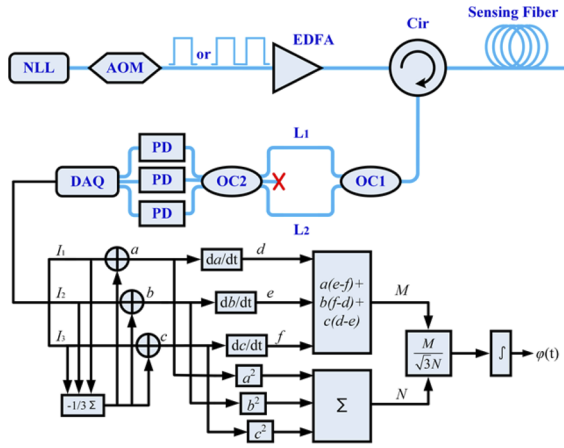 Sensing Fiber
Cir
EDFA
or
NLL
AOM
L1
PD
DAQ
PD
OC2
OC1
PD
L2
I1
a
da/dt
d
I2
b
db/dt
e
a(e-f)+
b(f-d)+
c(d-e)
M
I3
c
dc/dt
f
M
√3N
∫
φ(t)
a²
-1/3 Σ
b²
Σ
N
c²